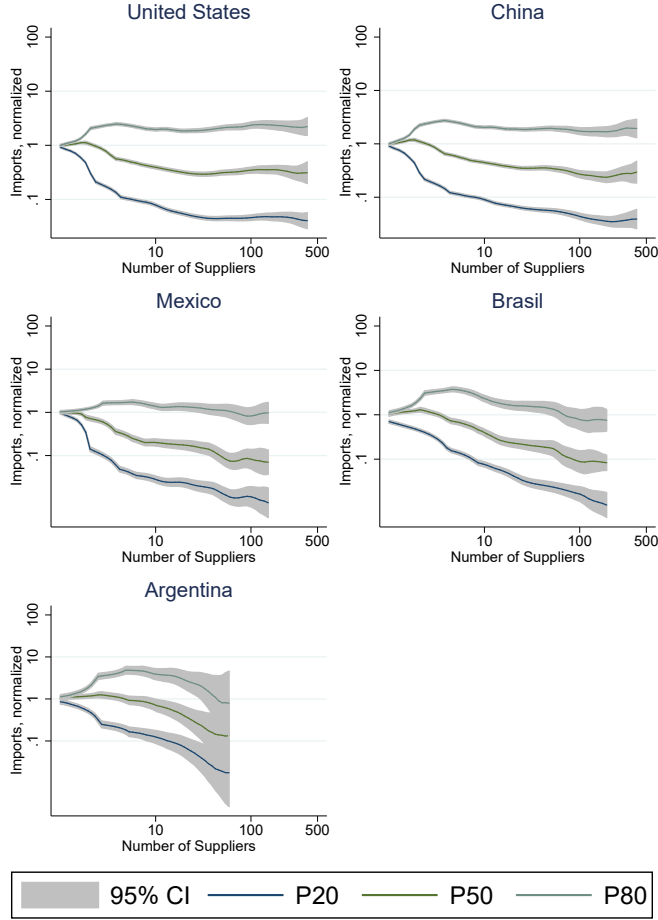 United States
China
100
10
1
.1
Imports, normalized
10
100
500
Number of Suppliers
100
10
1
.1
Imports, normalized
10
100
500
Number of Suppliers
Mexico
Brasil
100
10
1
.1
Imports, normalized
10
100
500
Number of Suppliers
100
10
1
.1
Imports, normalized
10
100
500
Number of Suppliers
Argentina
100
10
1
.1
Imports, normalized
10
100
500
Number of Suppliers
95% CI
P20
P50
P80